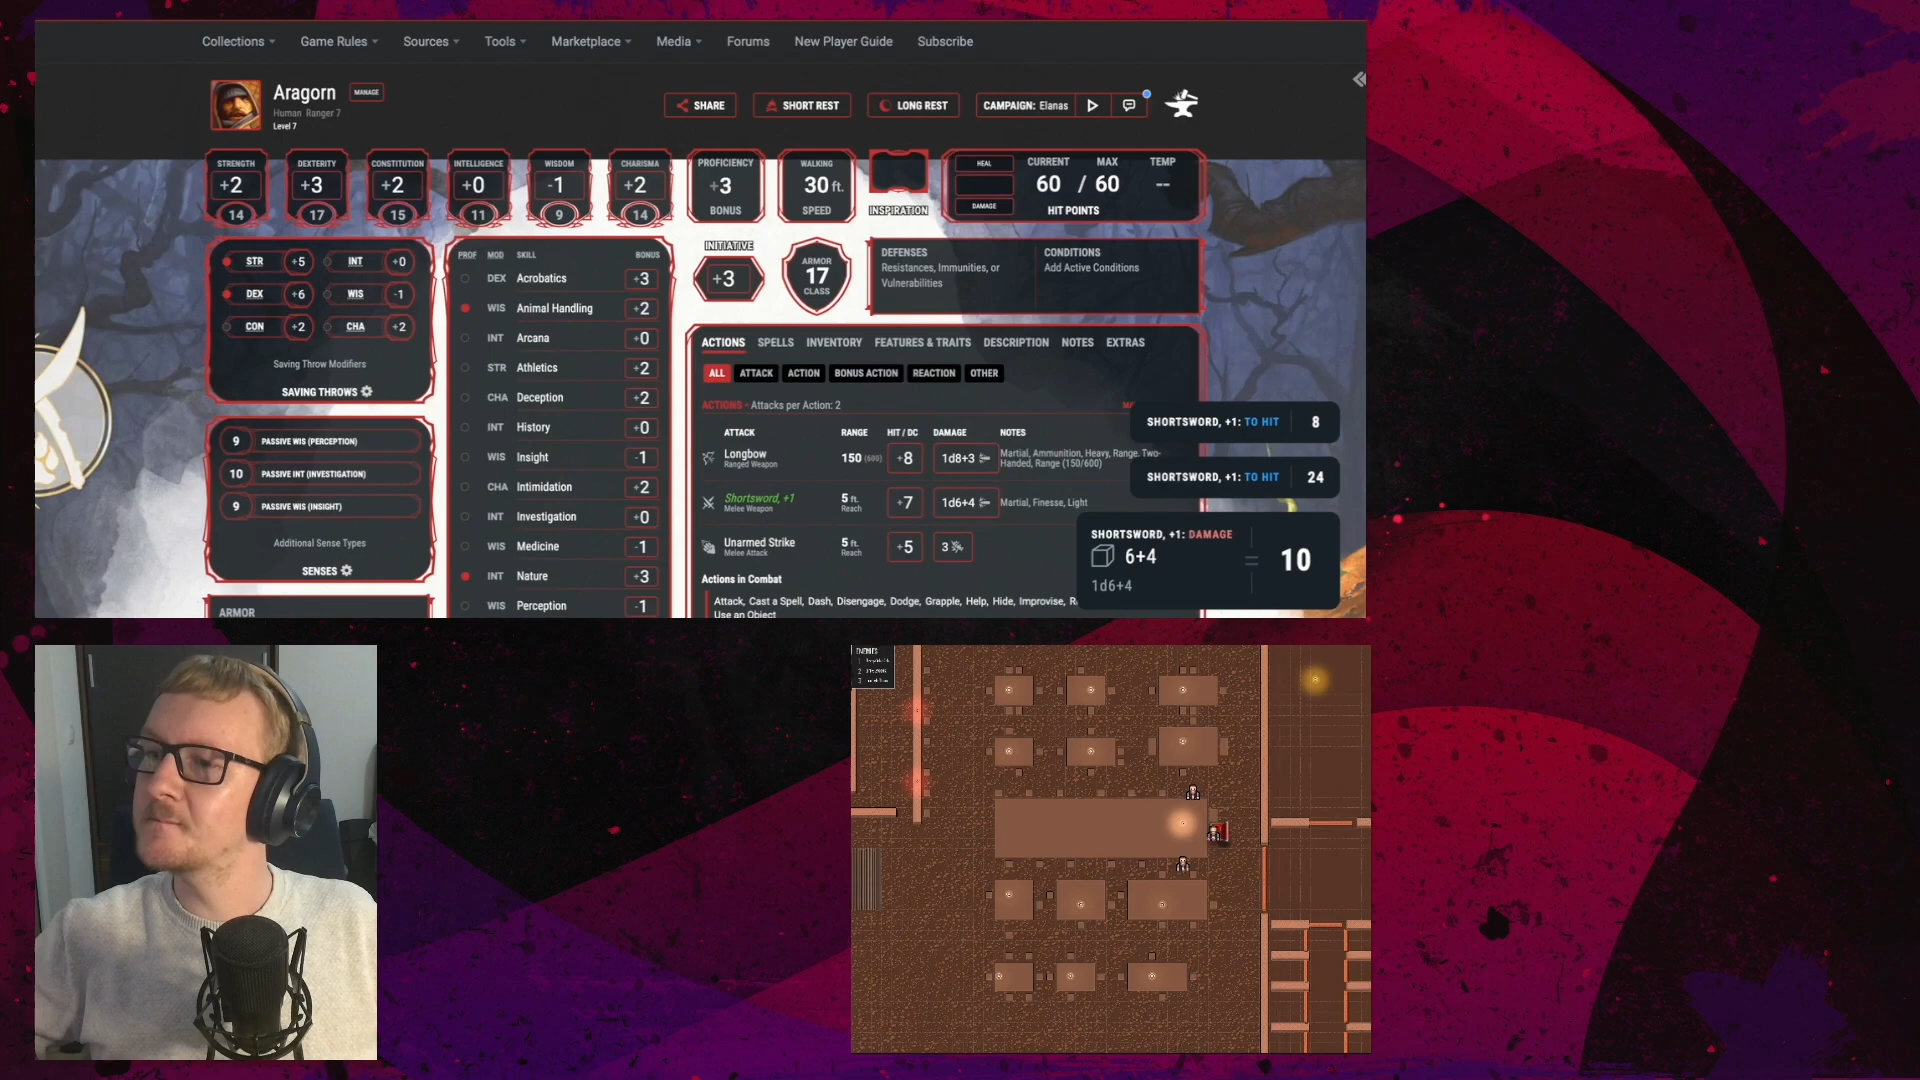 Collections Game Rules Sources Tools Marketplace Media Forums New Player Guide Subscribe
Aragorn MANAGE
Human Ranger 7
Level 7
SHARE SHORT REST LONG REST CAMPAIGN: Elanas
STRENGTH +2 14
DEXTERITY +3 17
CONSTITUTION +2 15
INTELLIGENCE +0 11
WISDOM -1 9
CHARISMA +2 14
PROFICIENCY +3 BONUS
WALKING 30 ft. SPEED
INSPIRATION
HEAL
DAMAGE
CURRENT MAX TEMP
60 / 60 --
HIT POINTS
STR +5 INT +0
DEX +6 WIS -1
CON +2 CHA +2
Saving Throw Modifiers
SAVING THROWS
9 PASSIVE WIS (PERCEPTION)
10 PASSIVE INT (INVESTIGATION)
9 PASSIVE WIS (INSIGHT)
Additional Sense Types
SENSES
ARMOR
PROF MOD SKILL BONUS
DEX Acrobatics +3
WIS Animal Handling +2
INT Arcana +0
STR Athletics +2
CHA Deception +2
INT History +0
WIS Insight -1
CHA Intimidation +2
INT Investigation +0
WIS Medicine -1
INT Nature +3
WIS Perception -1
INITIATIVE
+3
ARMOR
17
CLASS
DEFENSES
Resistances, Immunities, or
Vulnerabilities
CONDITIONS
Add Active Conditions
ACTIONS SPELLS INVENTORY FEATURES & TRAITS DESCRIPTION NOTES EXTRAS
ALL ATTACK ACTION BONUS ACTION REACTION OTHER
ACTIONS • Attacks per Action: 2
ATTACK RANGE HIT / DC DAMAGE NOTES
Longbow 150 (600) +8 1d8+3 Martial, Ammunition, Heavy, Range, Two-
Ranged Weapon Handed, Range (150/600)
Shortsword, +1 5 ft. +7 1d6+4 Martial, Finesse, Light
Melee Weapon Reach
Unarmed Strike 5 ft. +5 3
Melee Attack Reach
Actions in Combat
Attack, Cast a Spell, Dash, Disengage, Dodge, Grapple, Help, Hide, Improvise, R
Use an Object
SHORTSWORD, +1: TO HIT 8
SHORTSWORD, +1: TO HIT 24
SHORTSWORD, +1: DAMAGE
6+4 = 10
1d6+4
ENEMIES
1
2
3